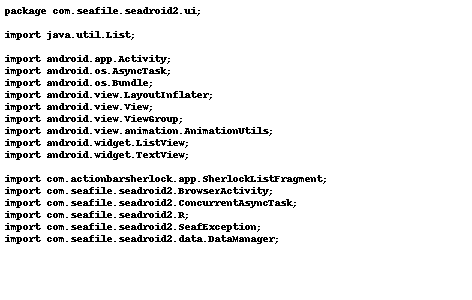 package com.seafile.seadroid2.ui;

import java.util.List;

import android.app.Activity;
import android.os.AsyncTask;
import android.os.Bundle;
import android.view.LayoutInflater;
import android.view.View;
import android.view.ViewGroup;
import android.view.animation.AnimationUtils;
import android.widget.ListView;
import android.widget.TextView;

import com.actionbarsherlock.app.SherlockListFragment;
import com.seafile.seadroid2.BrowserActivity;
import com.seafile.seadroid2.ConcurrentAsyncTask;
import com.seafile.seadroid2.R;
import com.seafile.seadroid2.SeafException;
import com.seafile.seadroid2.data.DataManager;